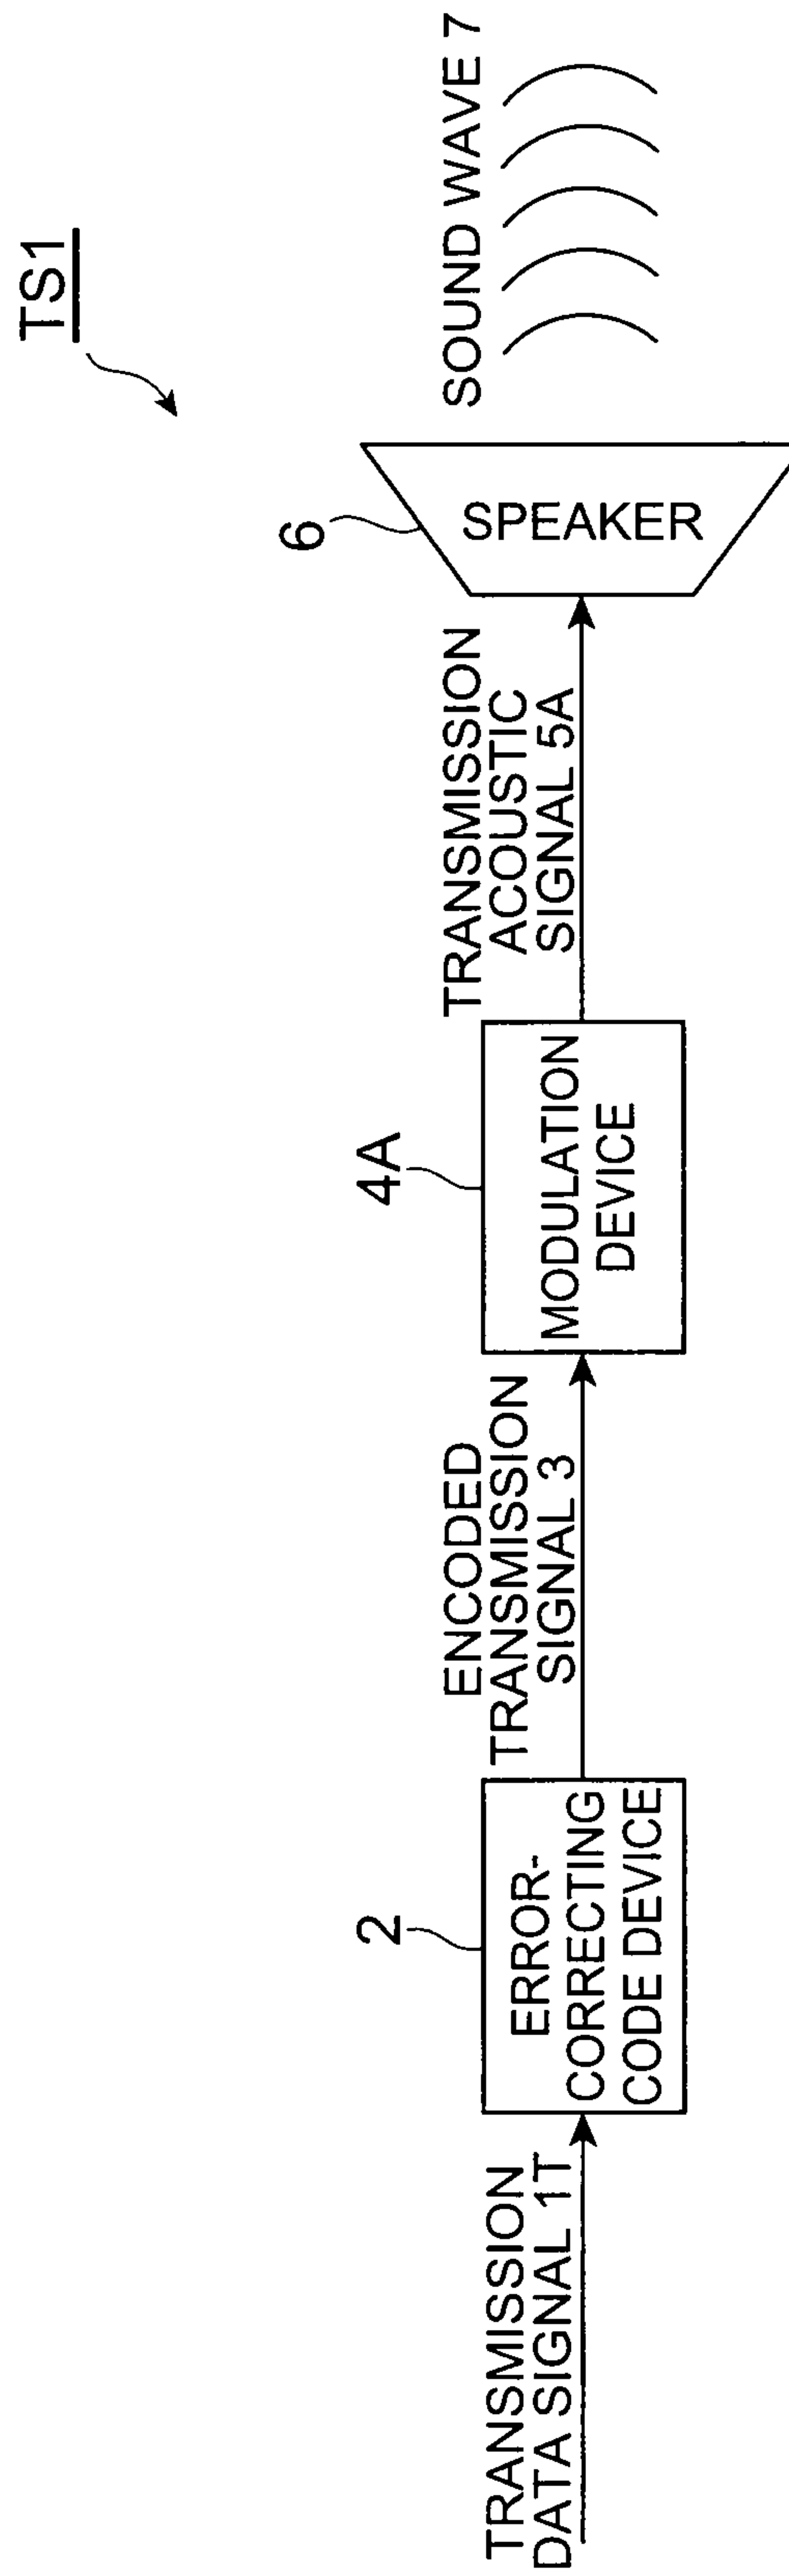 TS1
TRANSMISSION
DATA SIGNAL 1T
2
ERROR-
CORRECTING
CODE DEVICE
ENCODED
TRANSMISSION
SIGNAL 3
4A
MODULATION
DEVICE
TRANSMISSION
ACOUSTIC
SIGNAL 5A
6
SPEAKER
SOUND WAVE 7